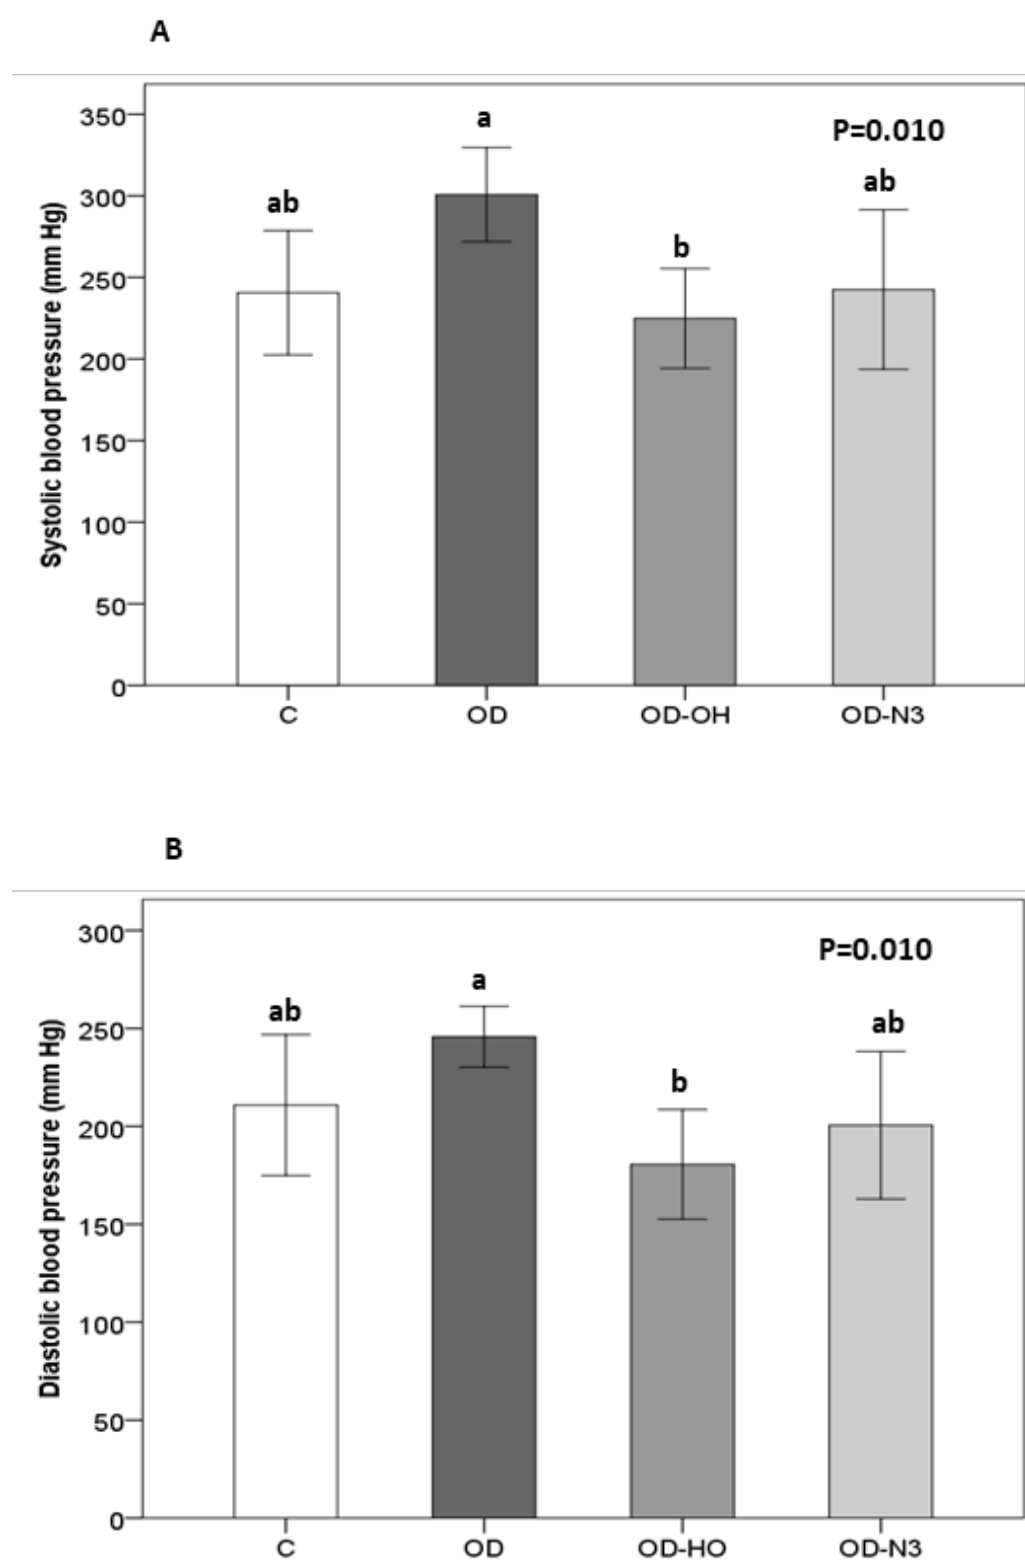 A
350
300
250
200
150
100
50
0
Systolic blood pressure (mm Hg)
ab
a
b
ab
P=0.010
C OD OD-OH OD-N3
B
300
250
200
150
100
50
0
Diastolic blood pressure (mm Hg)
ab
a
b
ab
P=0.010
C OD OD-HO OD-N3